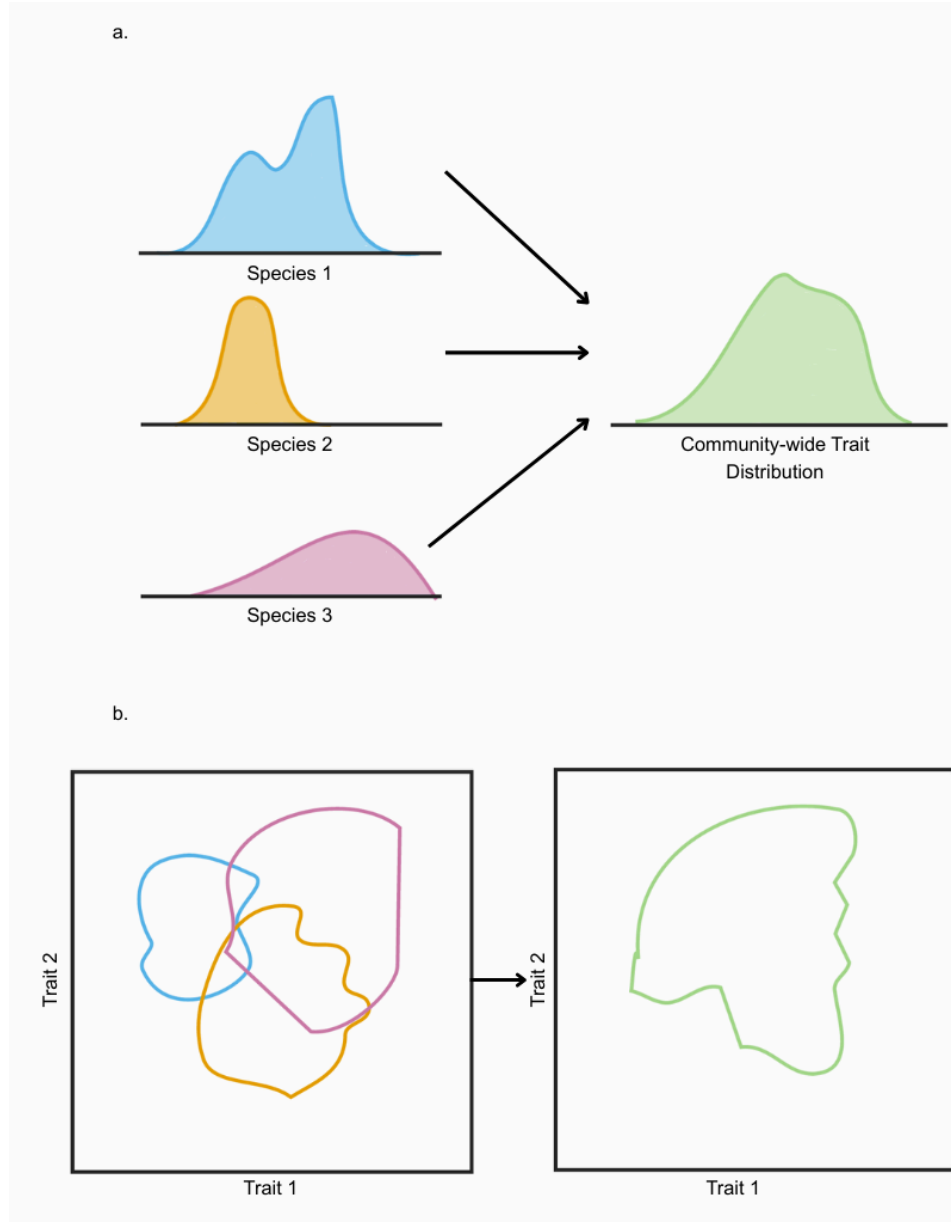 a.
Species 1
Species 2
Community-wide Trait
Distribution
Species 3
b.
Trait 2
Trait 1
Trait 2
Trait 1